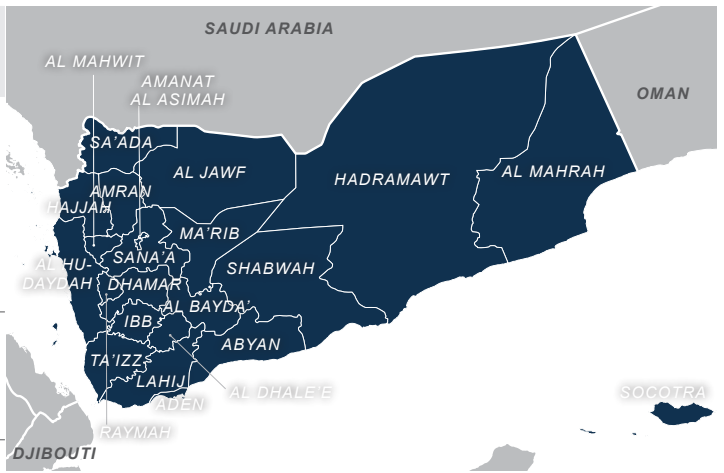 SAUDI ARABIA
AL MAHWIT
AMANAT
AL ASIMAH
OMAN
SA'ADA
AL JAWF
HADRAMAWT
AL MAHRAH
AMRAN
HAJJAH
MA'RIB
SANA'A
AL HU-
DAYDAH
SHABWAH
DHAMAR
AL BAYDA'
IBB
ABYAN
TA'IZZ
LAHIJ
AL DHALE'E
SOCOTRA
ADEN
RAYMAH
DJIBOUTI